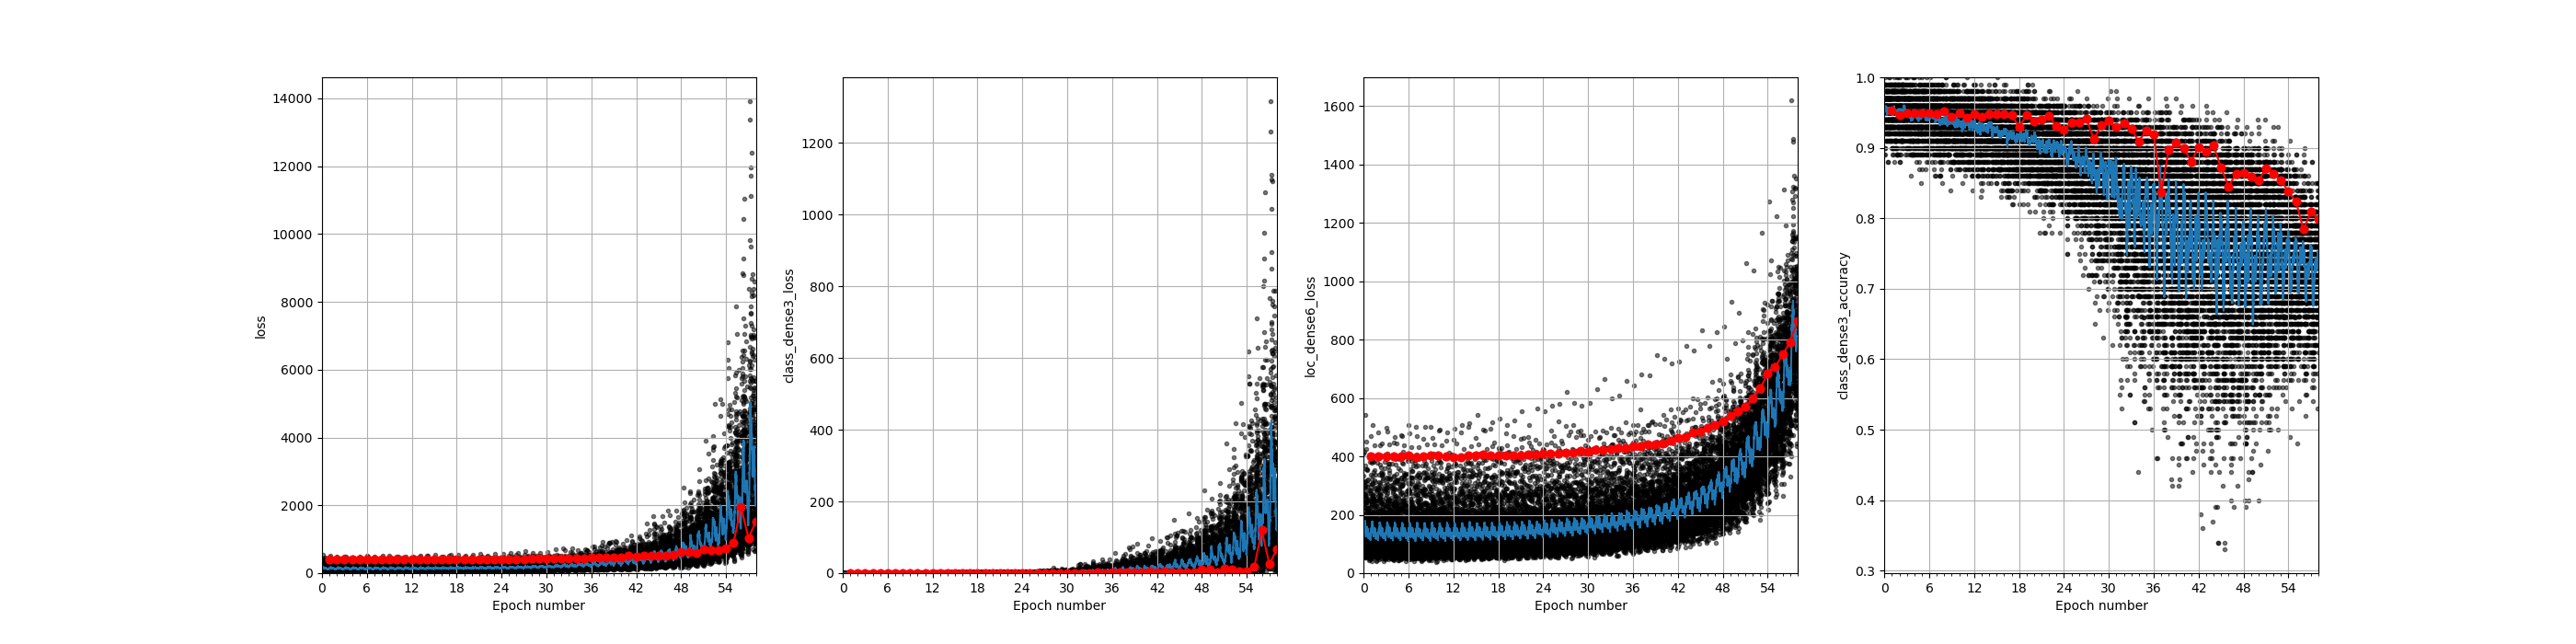 loss
14000
12000
10000
8000
6000
4000
2000
0
0 6 12 18 24 30 36 42 48 54
Epoch number
class_dense3_loss
1200
1000
800
600
400
200
0
0 6 12 18 24 30 36 42 48 54
Epoch number
loc_dense6_loss
1600
1400
1200
1000
800
600
400
200
0
0 6 12 18 24 30 36 42 48 54
Epoch number
class_dense3_accuracy
1.0
0.9
0.8
0.7
0.6
0.5
0.4
0.3
0 6 12 18 24 30 36 42 48 54
Epoch number